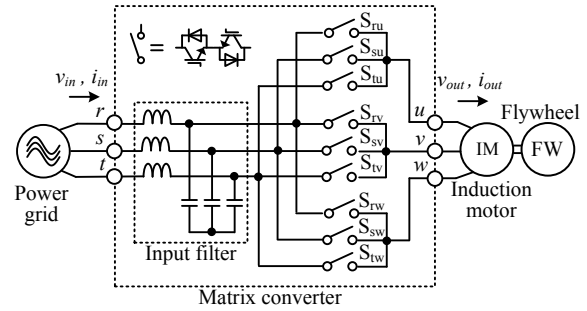 S_ru
S_su
S_tu
v_in , i_in
v_out , i_out
r
s
t
S_rv
S_sv
S_tv
u
v
w
Flywheel
IM
FW
Power
grid
Induction
motor
S_rw
S_sw
S_tw
Input filter
Matrix converter
=